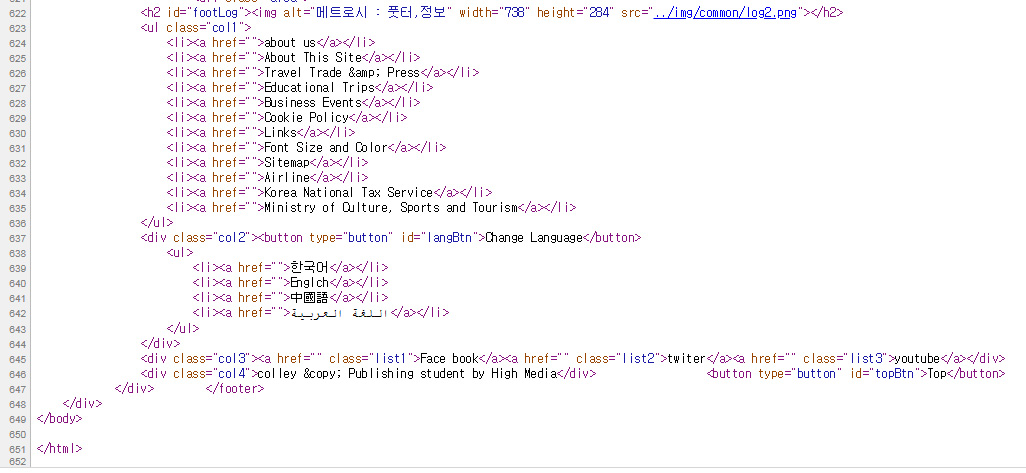 622 <h2 id="footLog"><img alt="메트로시 : 풋터,정보" width="738" height="284" src="../img/common/log2.png"></h2>
623 <ul class="col1">
624 <li><a href="">about us</a></li>
625 <li><a href="">About This Site</a></li>
626 <li><a href="">Travel Trade &amp; Press</a></li>
627 <li><a href="">Educational Trips</a></li>
628 <li><a href="">Business Events</a></li>
629 <li><a href="">Cookie Policy</a></li>
630 <li><a href="">Links</a></li>
631 <li><a href="">Font Size and Color</a></li>
632 <li><a href="">Sitemap</a></li>
633 <li><a href="">Airline</a></li>
634 <li><a href="">Korea National Tax Service</a></li>
635 <li><a href="">Ministry of Culture, Sports and Tourism</a></li>
636 </ul>
637 <div class="col2"><button type="button" id="langBtn">Change Language</button>
638 <ul>
639 <li><a href="">한국어</a></li>
640 <li><a href="">Englch</a></li>
641 <li><a href="">中國語</a></li>
642 <li><a href="">اللغة العربية</a></li>
643 </ul>
644 </div>
645 <div class="col3"><a href="" class="list1">Face book</a><a href="" class="list2">twiter</a><a href="" class="list3">youtube</a></div>
646 <div class="col4">colley &copy; Publishing student by High Media</div> <button type="button" id="topBtn">Top</button>
647 </div> </footer>
648 </div>
649 </body>
650
651 </html>
652